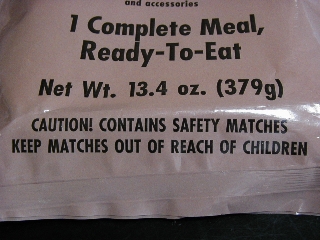 and accessories
1 Complete Meal,
Ready-To-Eat
Net Wt. 13.4 oz. (379g)
CAUTION! CONTAINS SAFETY MATCHES
KEEP MATCHES OUT OF REACH OF CHILDREN